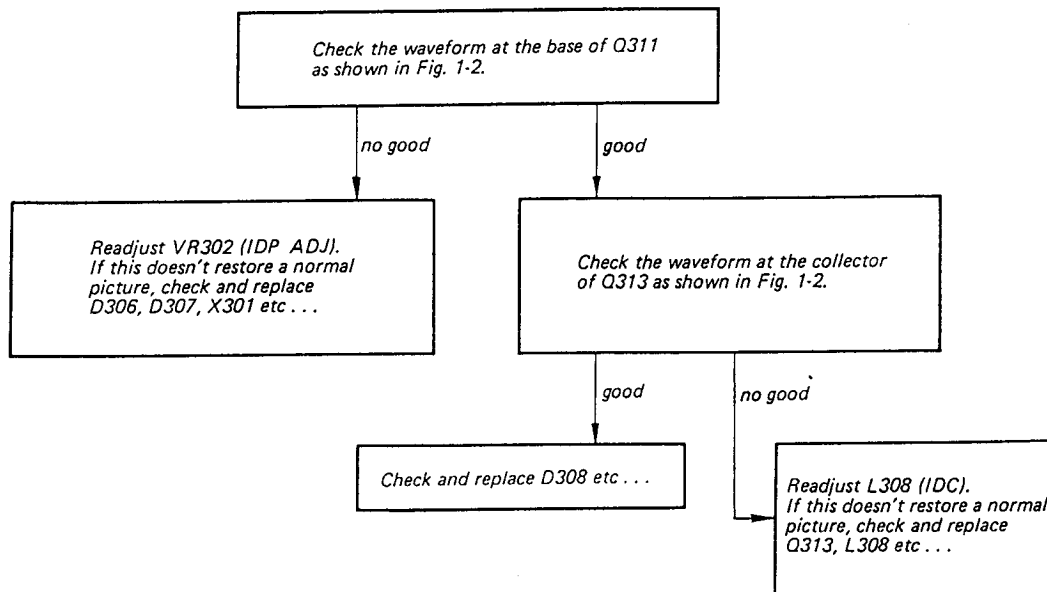 Check the waveform at the base of Q311
as shown in Fig. 1-2.
no good
good
Readjust VR302 (IDP ADJ).
If this doesn't restore a normal
picture, check and replace
D306, D307, X301 etc . . .
Check the waveform at the collector
of Q313 as shown in Fig. 1-2.
good
no good
Check and replace D308 etc . . .
Readjust L308 (IDC).
If this doesn't restore a normal
picture, check and replace
Q313, L308 etc . . .